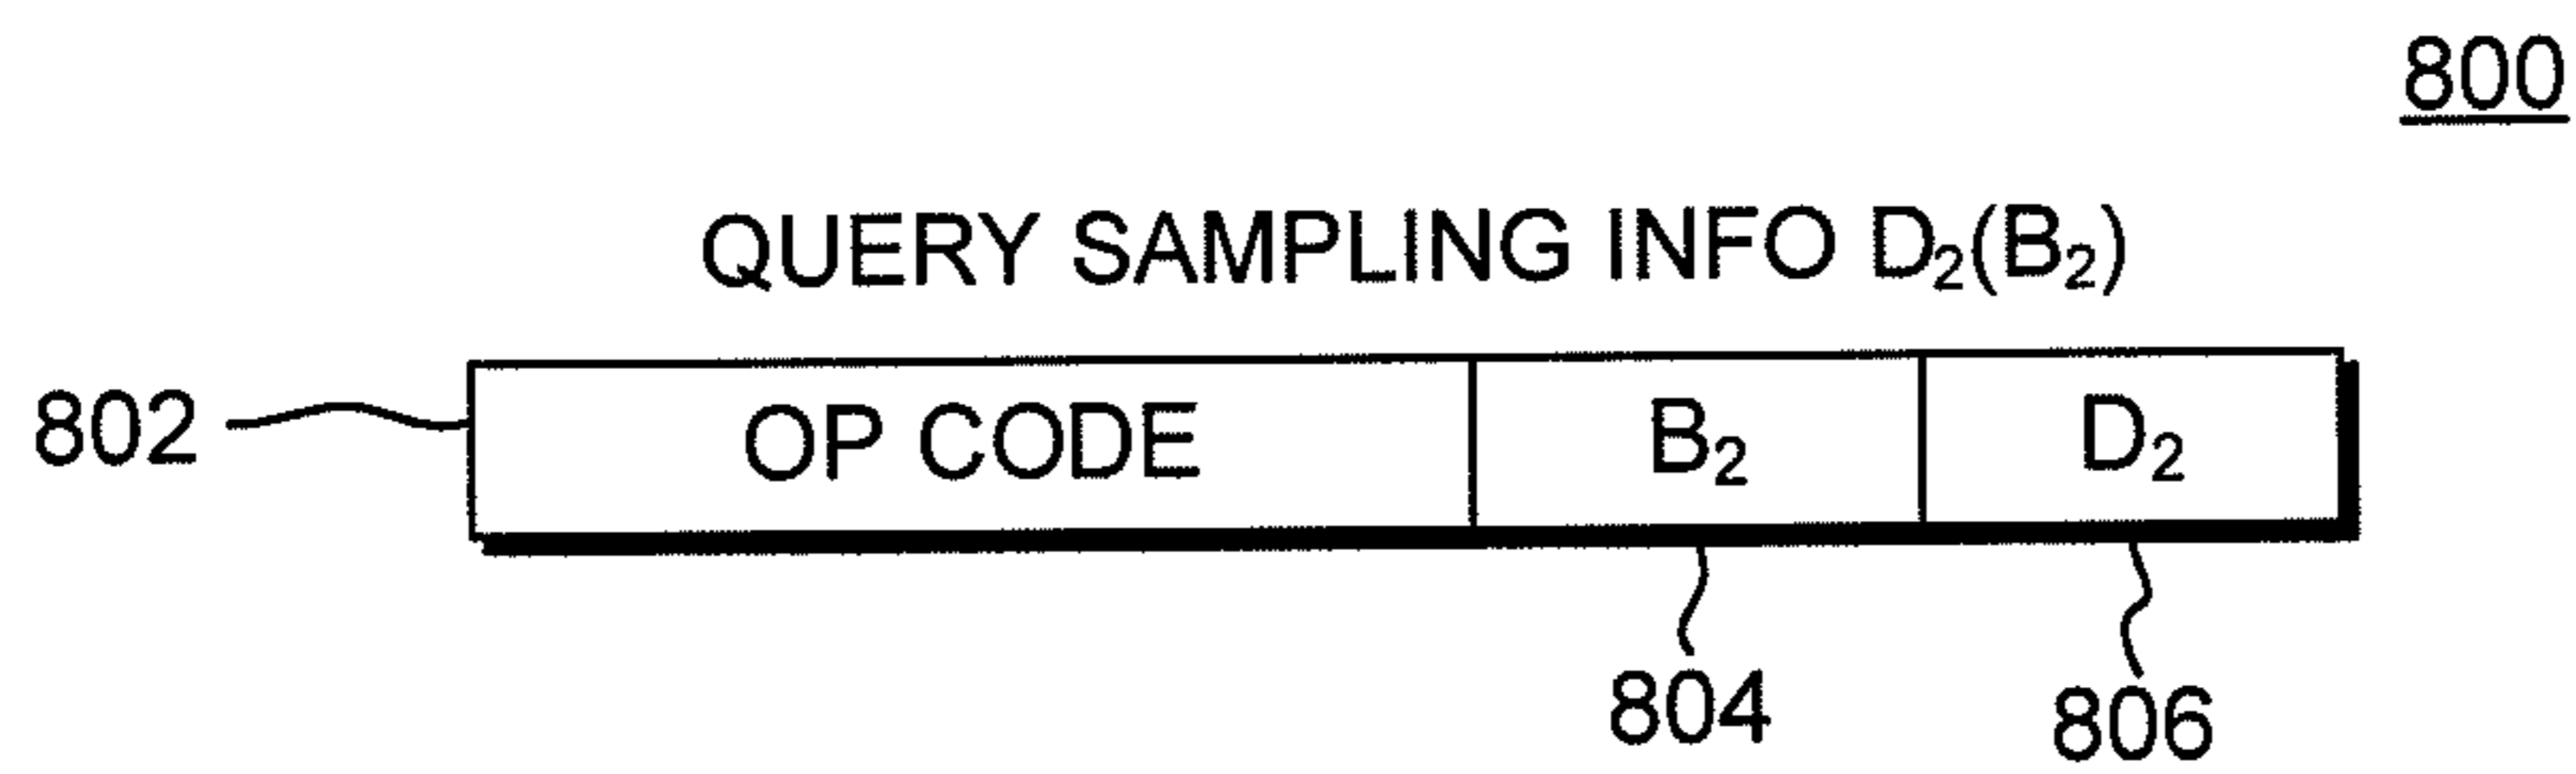 800
QUERY SAMPLING INFO D₂(B₂)
802 OP CODE B₂ D₂
804 806